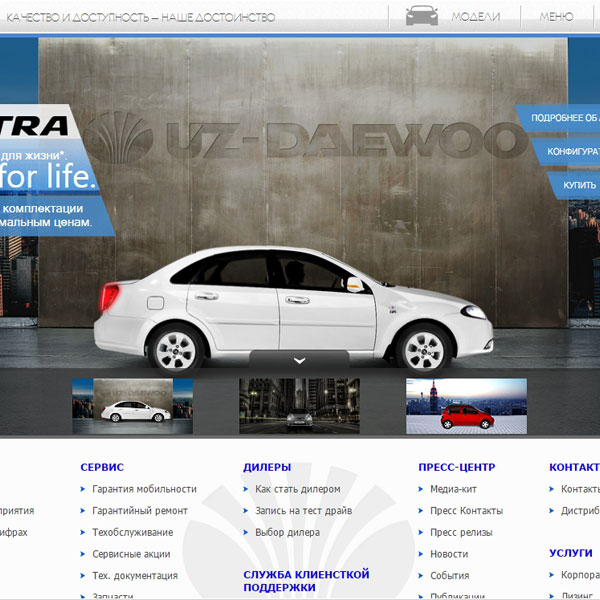 КАЧЕСТВО И ДОСТУПНОСТЬ — НАШЕ ДОСТОИНСТВО
МОДЕЛИ
МЕНЮ
TRA
для жизни*.
for life.
комплектации
мальным ценам.
UZ-DAEWOO
ПОДРОБНЕЕ ОБ
КОНФИГУРАТ
КУПИТЬ
приятия
ифрах
СЕРВИС
Гарантия мобильности
Гарантийный ремонт
Техобслуживание
Сервисные акции
Тех. документация
Запчасти
ДИЛЕРЫ
Как стать дилером
Запись на тест драйв
Выбор дилера
СЛУЖБА КЛИЕНСТКОЙ
ПОДДЕРЖКИ
ПРЕСС-ЦЕНТР
Медиа-кит
Пресс Контакты
Пресс релизы
Новости
События
Публикации
КОНТАКТ
Контакты
Дистриб
УСЛУГИ
Корпора
Лизинг